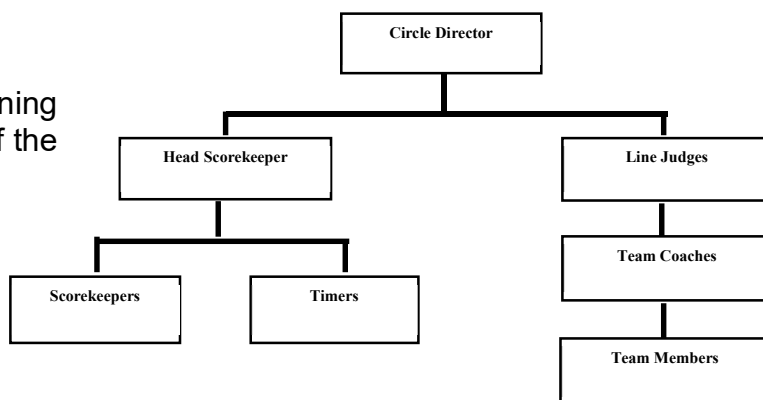 Circle Director
ning
f the
Head Scorekeeper
Line Judges
Team Coaches
Scorekeepers
Timers
Team Members